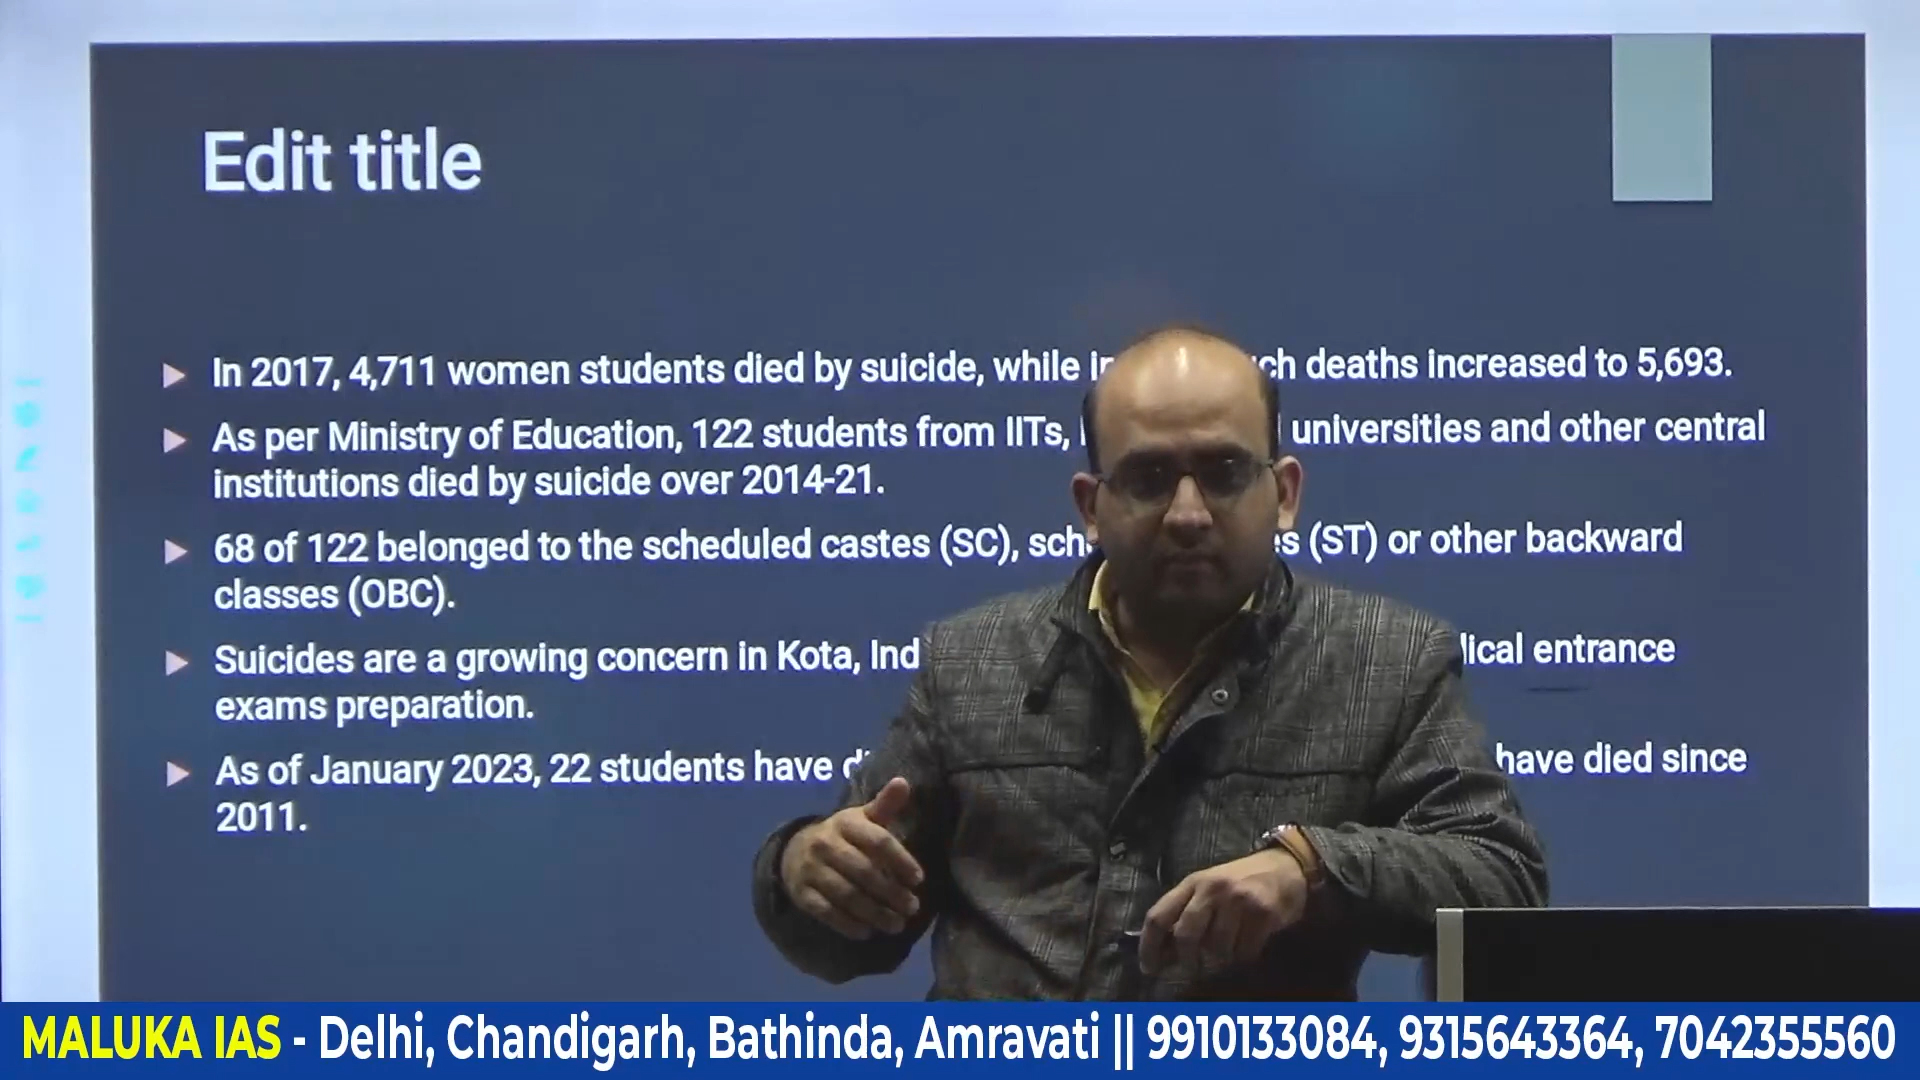 Edit title
In 2017, 4,711 women students died by suicide, while deaths increased to 5,693.
As per Ministry of Education, 122 students from IITs, universities and other central
institutions died by suicide over 2014-21.
68 of 122 belonged to the scheduled castes (SC), (ST) or other backward
classes (OBC).
Suicides are a growing concern in Kota, entrance
exams preparation.
As of January 2023, 22 students have have died since
2011.
MALUKA IAS - Delhi, Chandigarh, Bathinda, Amravati || 9910133084, 9315643364, 7042355560